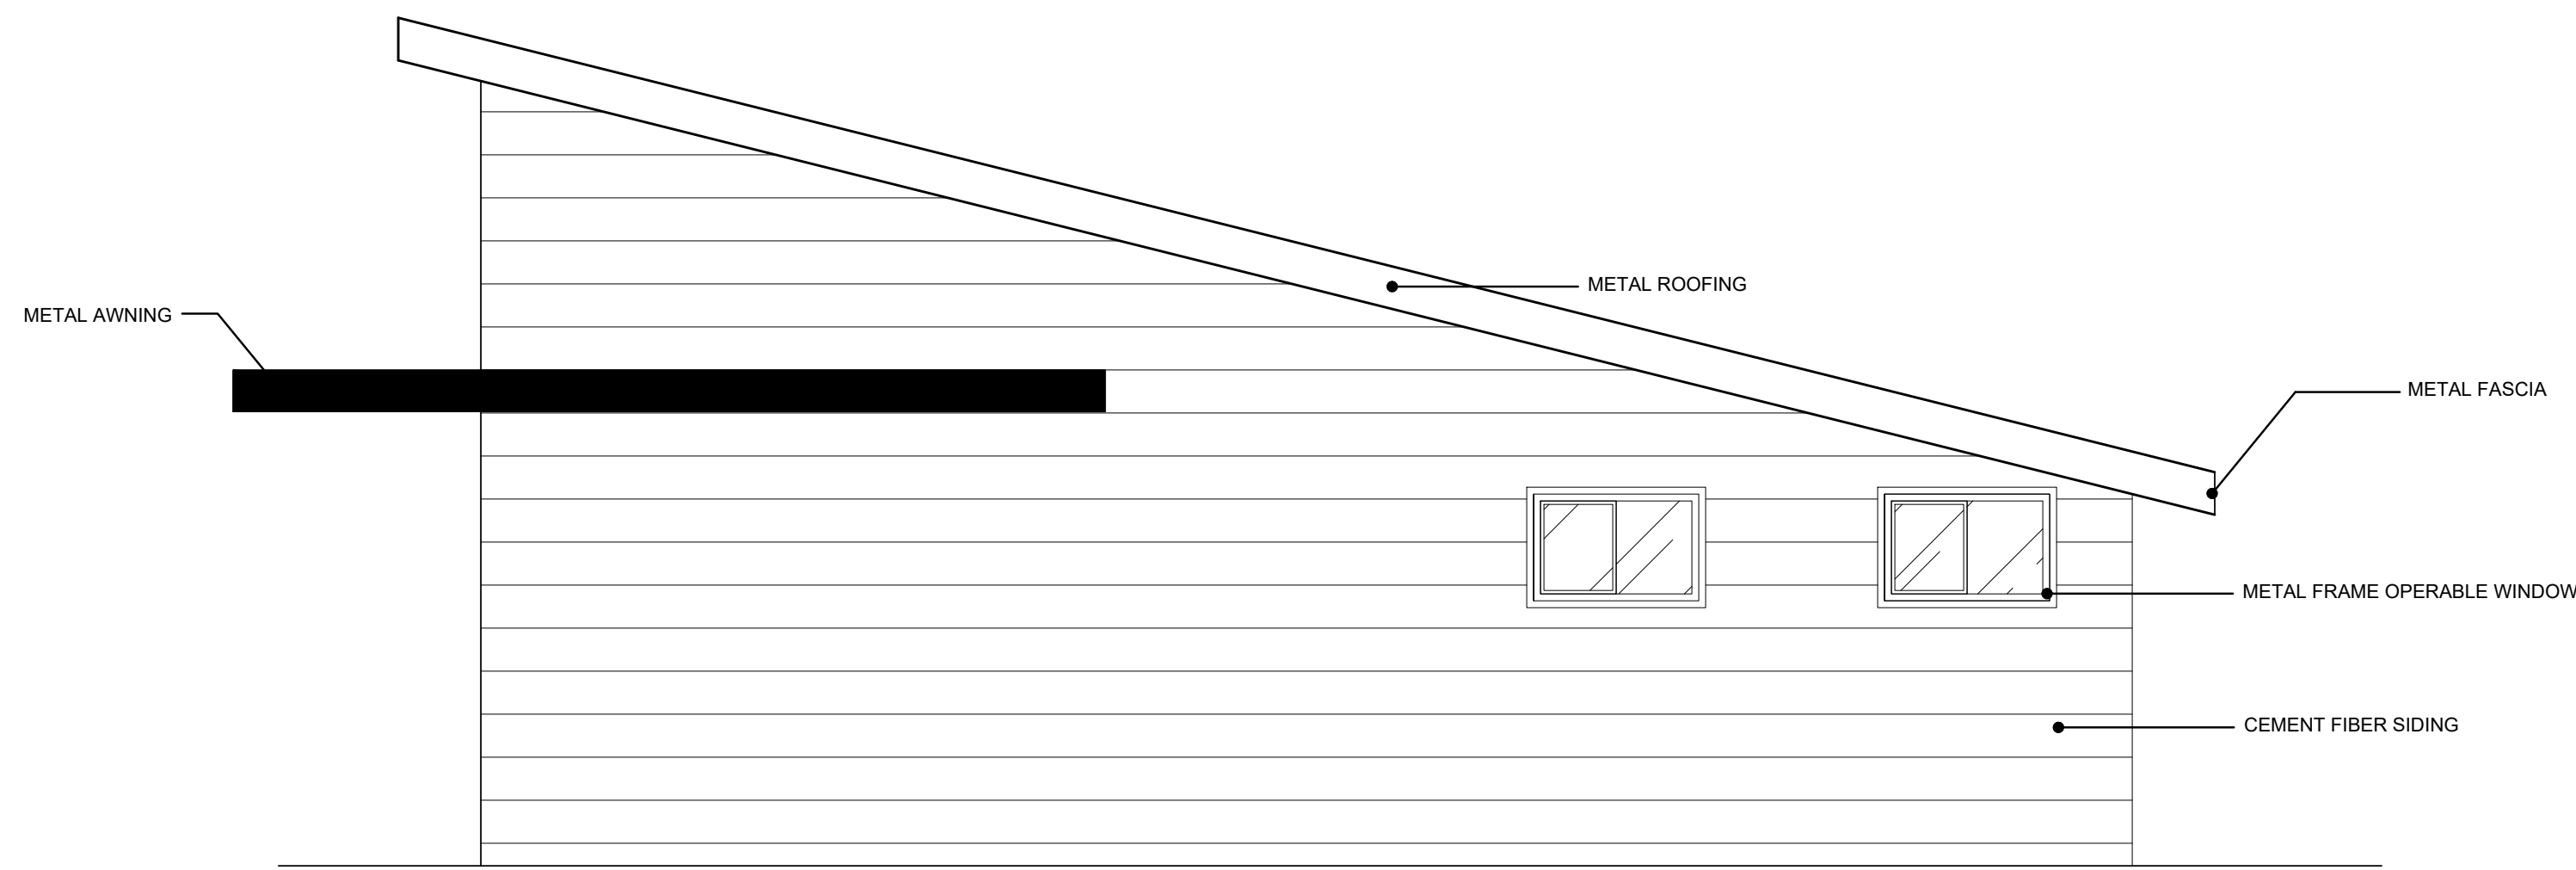 METAL ROOFING
METAL AWNING
METAL FASCIA
METAL FRAME OPERABLE WINDOW
CEMENT FIBER SIDING